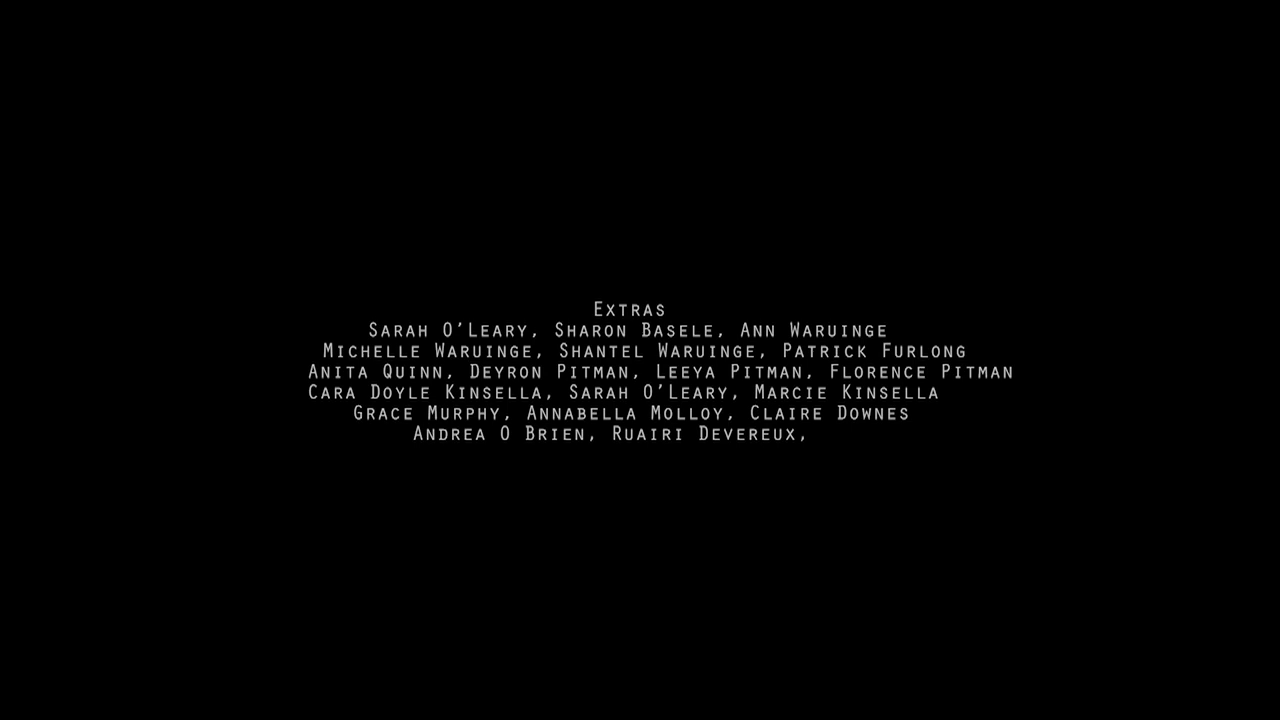 Extras
Sarah O'Leary, Sharon Basele, Ann Waruinge
Michelle Waruinge, Shantel Waruinge, Patrick Furlong
Anita Quinn, Deyron Pitman, Leeya Pitman, Florence Pitman
Cara Doyle Kinsella, Sarah O'Leary, Marcie Kinsella
Grace Murphy, Annabella Molloy, Claire Downes
Andrea O Brien, Ruairi Devereux,